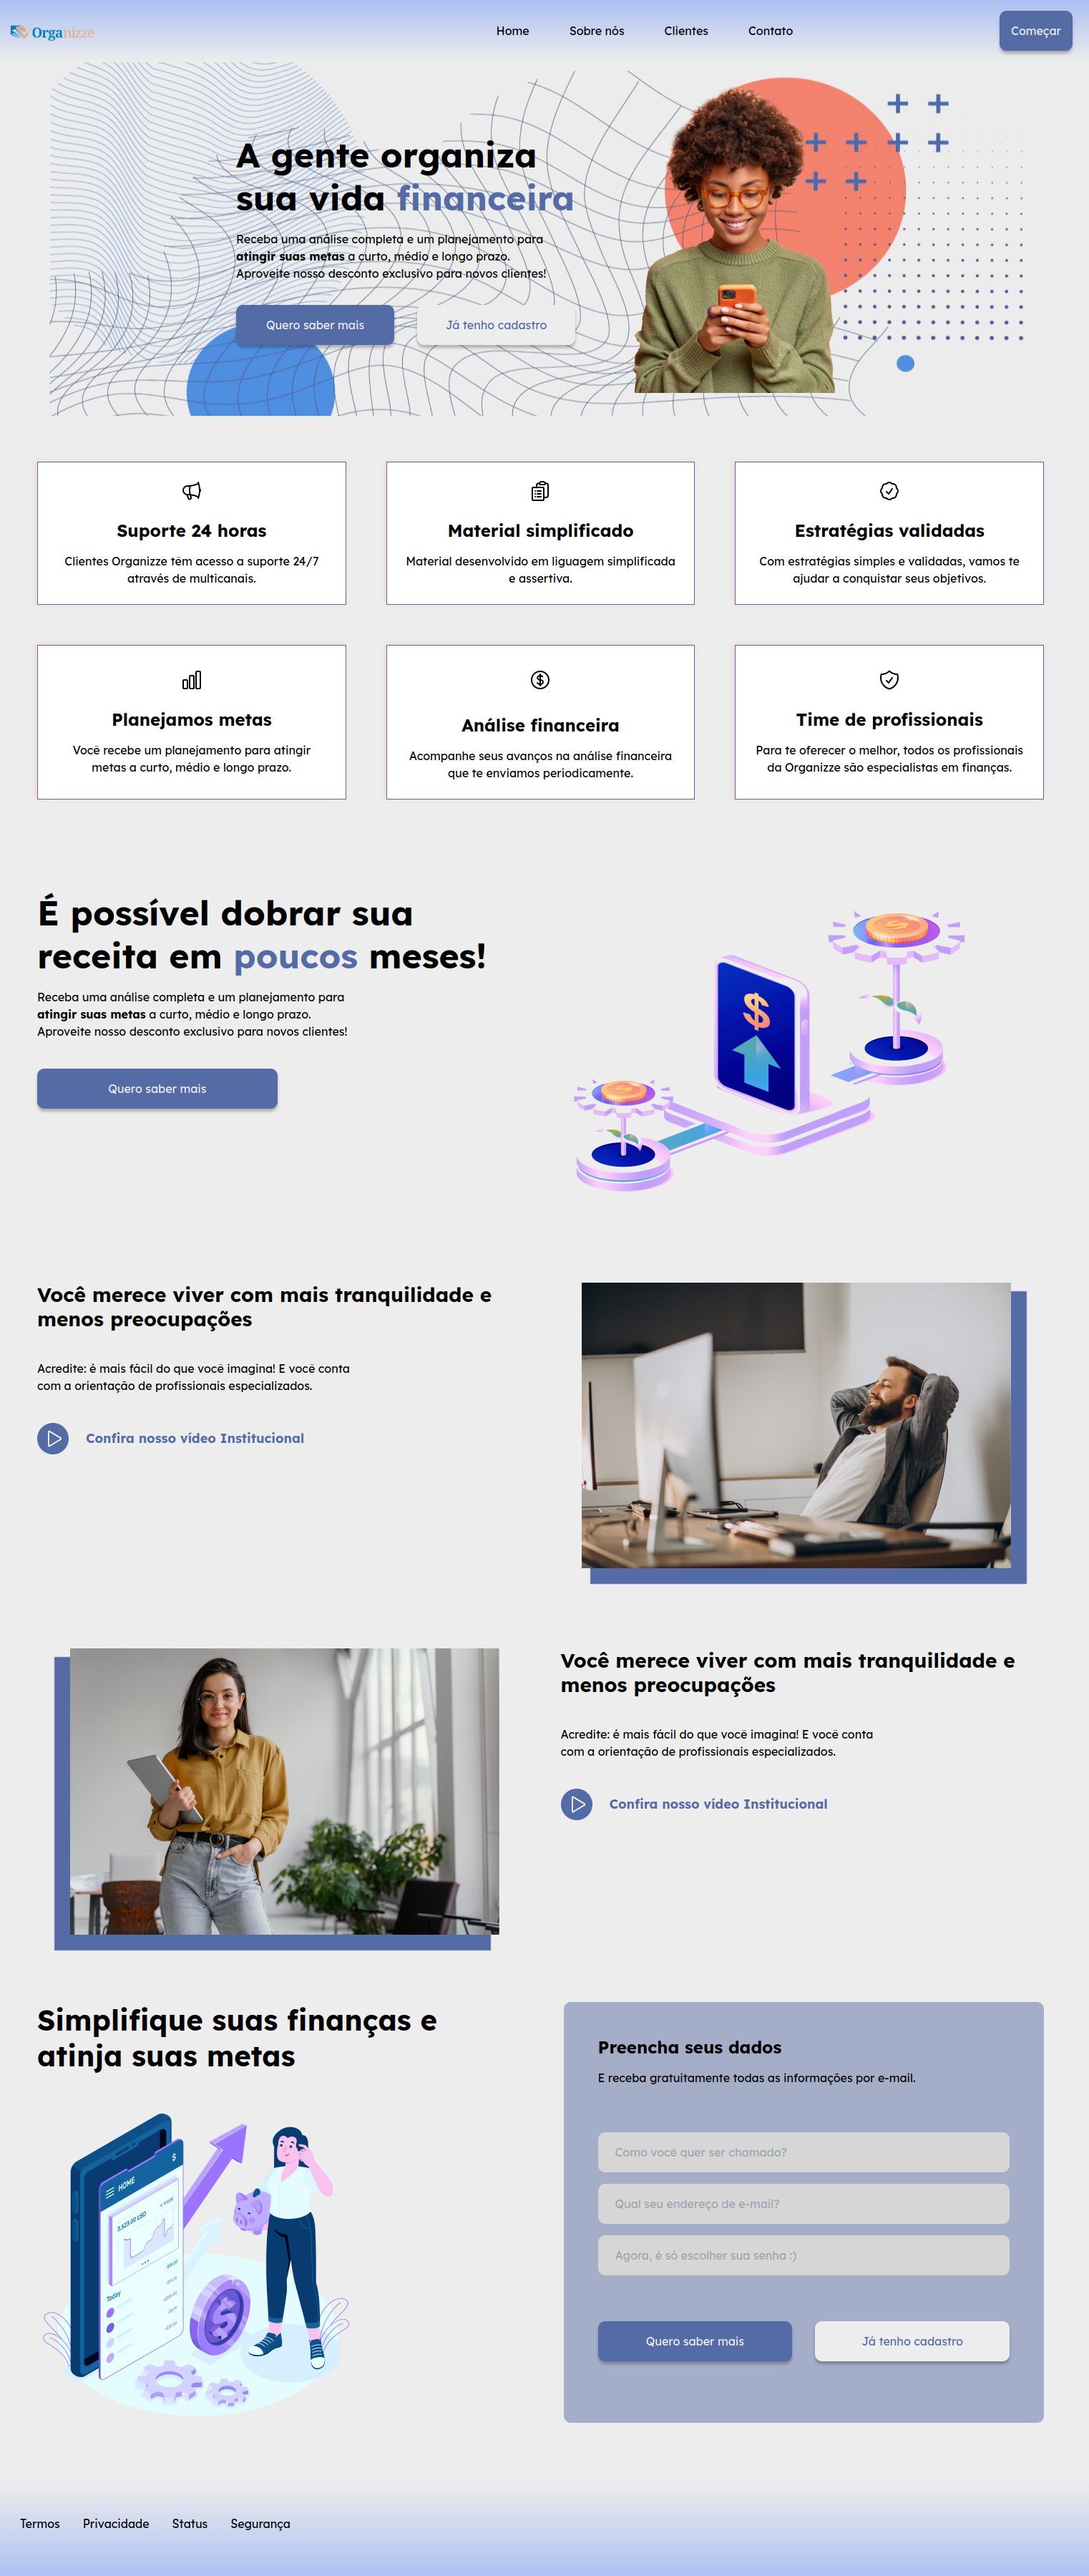 Organizze
Home
Sobre nós
Clientes
Contato
Começar
A gente organiza
sua vida financeira
Receba uma análise completa e um planejamento para
atingir suas metas a curto, médio e longo prazo.
Aproveite nosso desconto exclusivo para novos clientes!
Quero saber mais
Já tenho cadastro
Suporte 24 horas
Clientes Organizze têm acesso a suporte 24/7
através de multicanais.
Material simplificado
Material desenvolvido em liguagem simplificada
e assertiva.
Estratégias validadas
Com estratégias simples e validadas, vamos te
ajudar a conquistar seus objetivos.
Planejamos metas
Você recebe um planejamento para atingir
metas a curto, médio e longo prazo.
Análise financeira
Acompanhe seus avanços na análise financeira
que te enviamos periodicamente.
Time de profissionais
Para te oferecer o melhor, todos os profissionais
da Organizze são especialistas em finanças.
É possível dobrar sua
receita em poucos meses!
Receba uma análise completa e um planejamento para
atingir suas metas a curto, médio e longo prazo.
Aproveite nosso desconto exclusivo para novos clientes!
Quero saber mais
$
Você merece viver com mais tranquilidade e
menos preocupações
Acredite: é mais fácil do que você imagina! E você conta
com a orientação de profissionais especializados.
Confira nosso vídeo Institucional
Você merece viver com mais tranquilidade e
menos preocupações
Acredite: é mais fácil do que você imagina! E você conta
com a orientação de profissionais especializados.
Confira nosso vídeo Institucional
Simplifique suas finanças e
atinja suas metas
HOME
$
3,523.00 USD
Today
$
Preencha seus dados
E receba gratuitamente todas as informações por e-mail.
Como você quer ser chamado?
Qual seu endereço de e-mail?
Agora, é só escolher sua senha :)
Quero saber mais
Já tenho cadastro
Termos
Privacidade
Status
Segurança